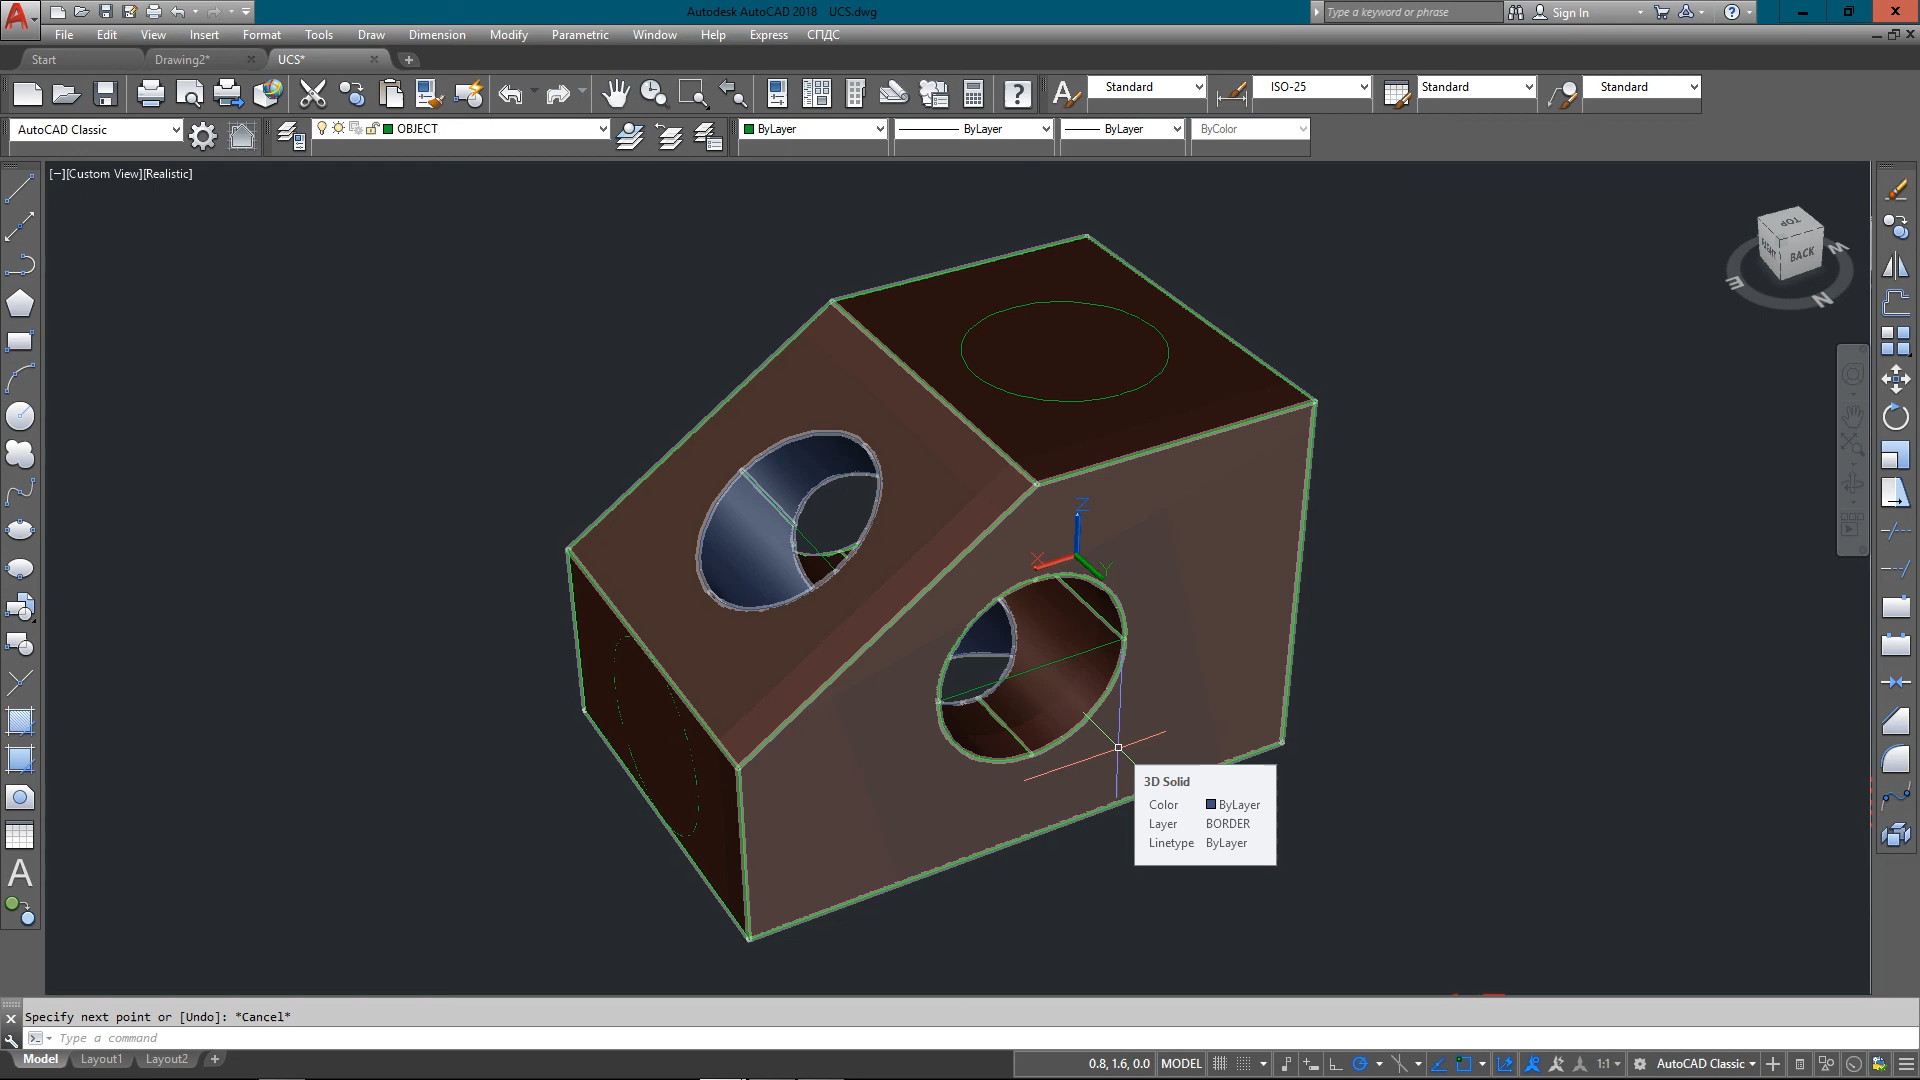 Autodesk AutoCAD 2018 UCS.dwg
Type a keyword or phrase
Sign In
File Edit View Insert Format Tools Draw Dimension Modify Parametric Window Help Express СПДС
Start Drawing2* UCS*
Standard ISO-25 Standard Standard
AutoCAD Classic OBJECT ByLayer ByLayer ByLayer ByColor
[−][Custom View][Realistic]
TOP
RIGHT BACK
W
E
N
Z
X
Y
3D Solid
Color ByLayer
Layer BORDER
Linetype ByLayer
A
Specify next point or [Undo]: *Cancel*
Type a command
Model Layout1 Layout2 +
0.8, 1.6, 0.0 MODEL 1:1 AutoCAD Classic